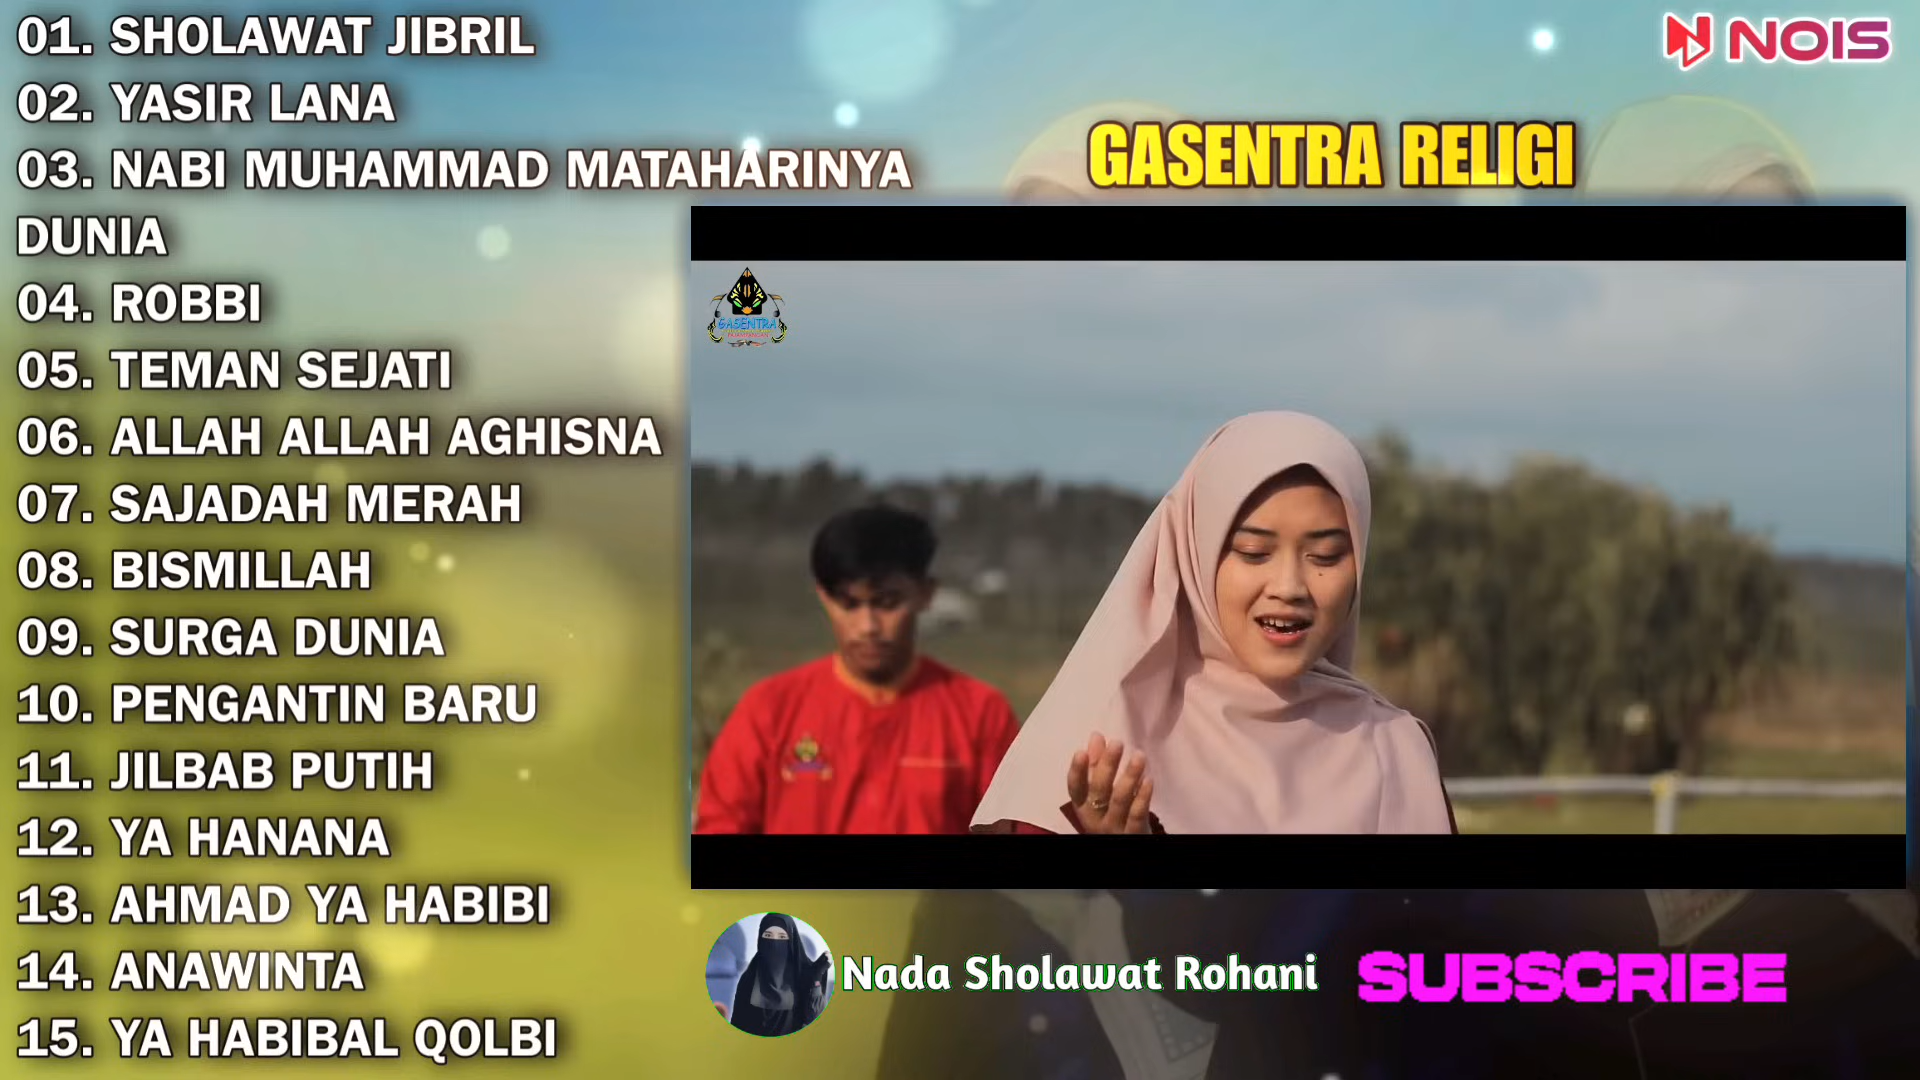 01. SHOLAWAT JIBRIL
02. YASIR LANA
03. NABI MUHAMMAD MATAHARINYA
DUNIA
04. ROBBI
05. TEMAN SEJATI
06. ALLAH ALLAH AGHISNA
07. SAJADAH MERAH
08. BISMILLAH
09. SURGA DUNIA
10. PENGANTIN BARU
11. JILBAB PUTIH
12. YA HANANA
13. AHMAD YA HABIBI
14. ANAWINTA
15. YA HABIBAL QOLBI
NOIS
GASENTRA RELIGI
GASENTRA
Nada Sholawat Rohani
SUBSCRIBE